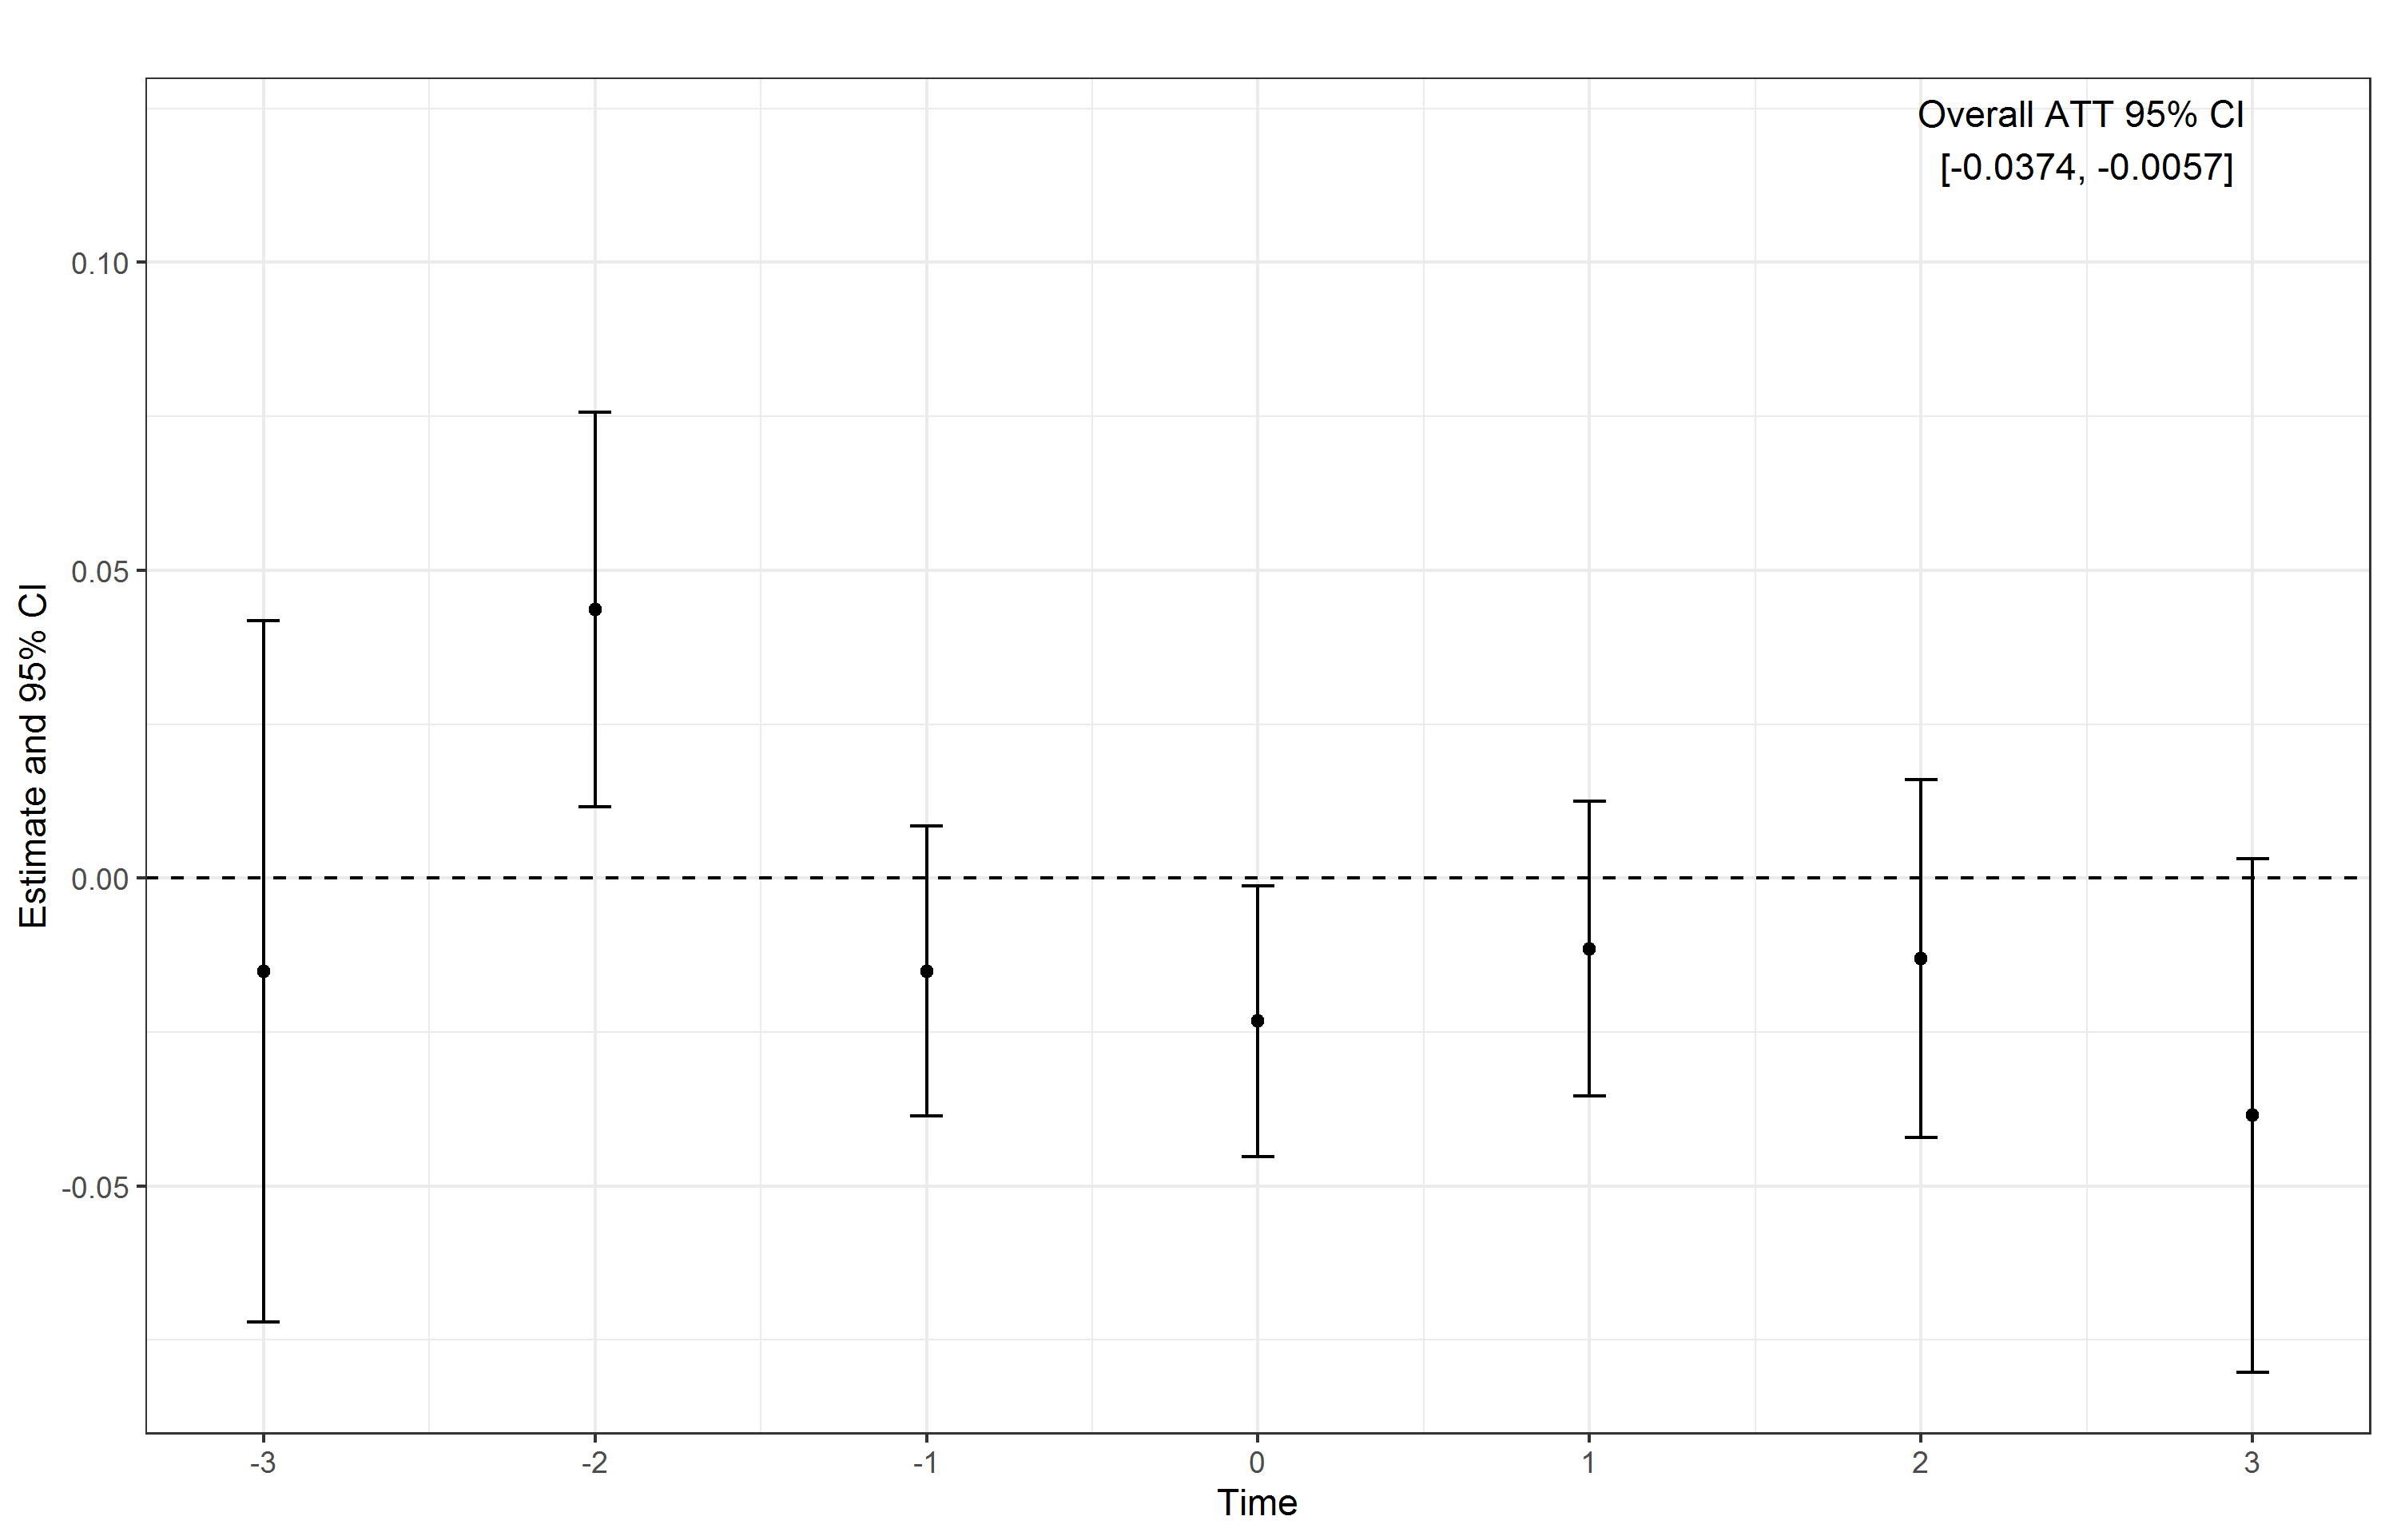 Overall ATT 95% CI
[-0.0374, -0.0057]
Estimate and 95% CI
0.10
0.05
0.00
-0.05
-3 -2 -1 0 1 2 3
Time